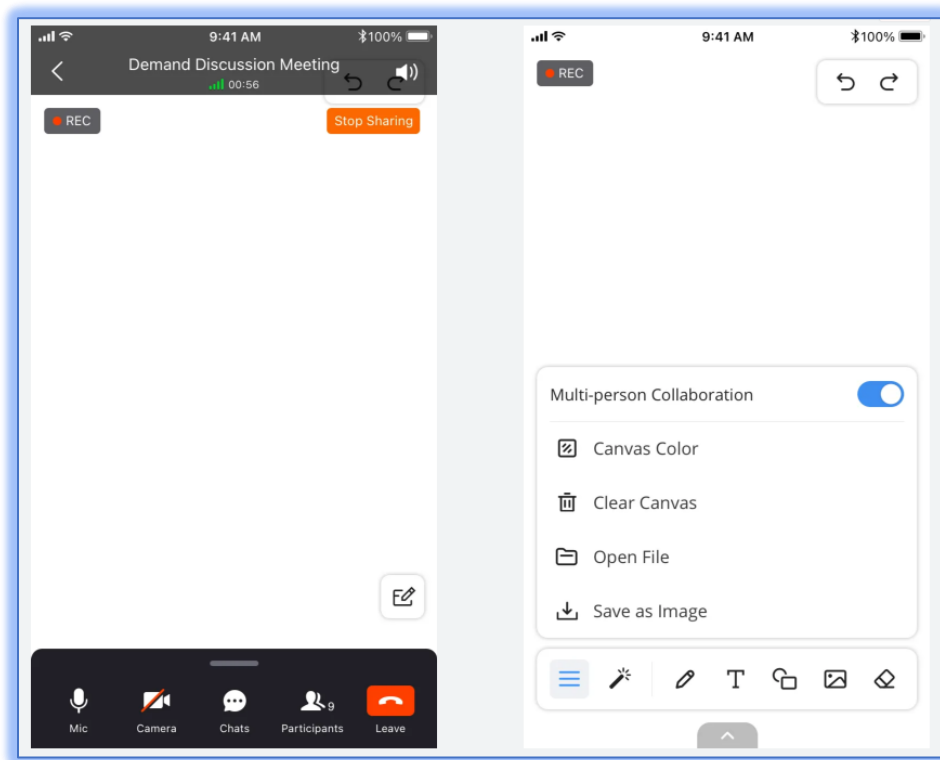 9:41 AM
100%
Demand Discussion Meeting
00:56
REC
Stop Sharing
9
Mic
Camera
Chats
Participants
Leave
9:41 AM
100%
REC
Multi-person Collaboration
Canvas Color
Clear Canvas
Open File
Save as Image
T